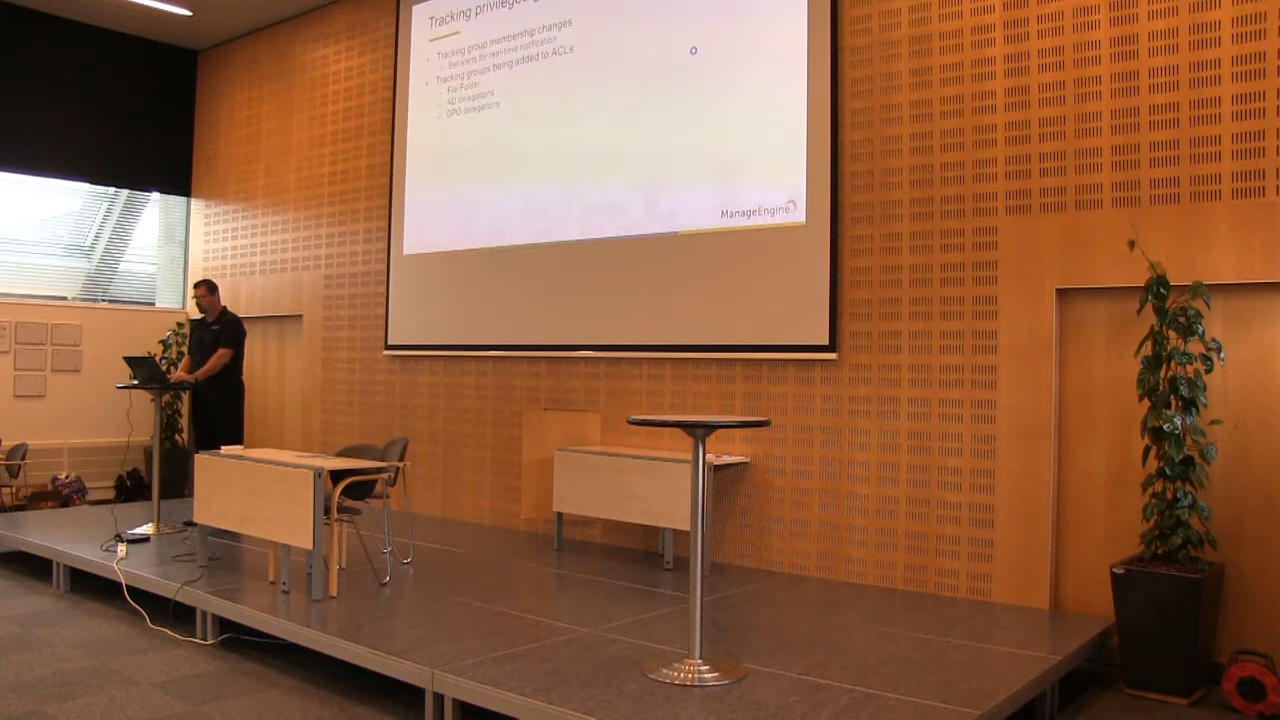 Tracking privileged
Tracking group membership changes
– Set alerts for real-time notification
Tracking groups being added to ACLs
– File Folder
– AD delegations
– GPO delegations
ManageEngine